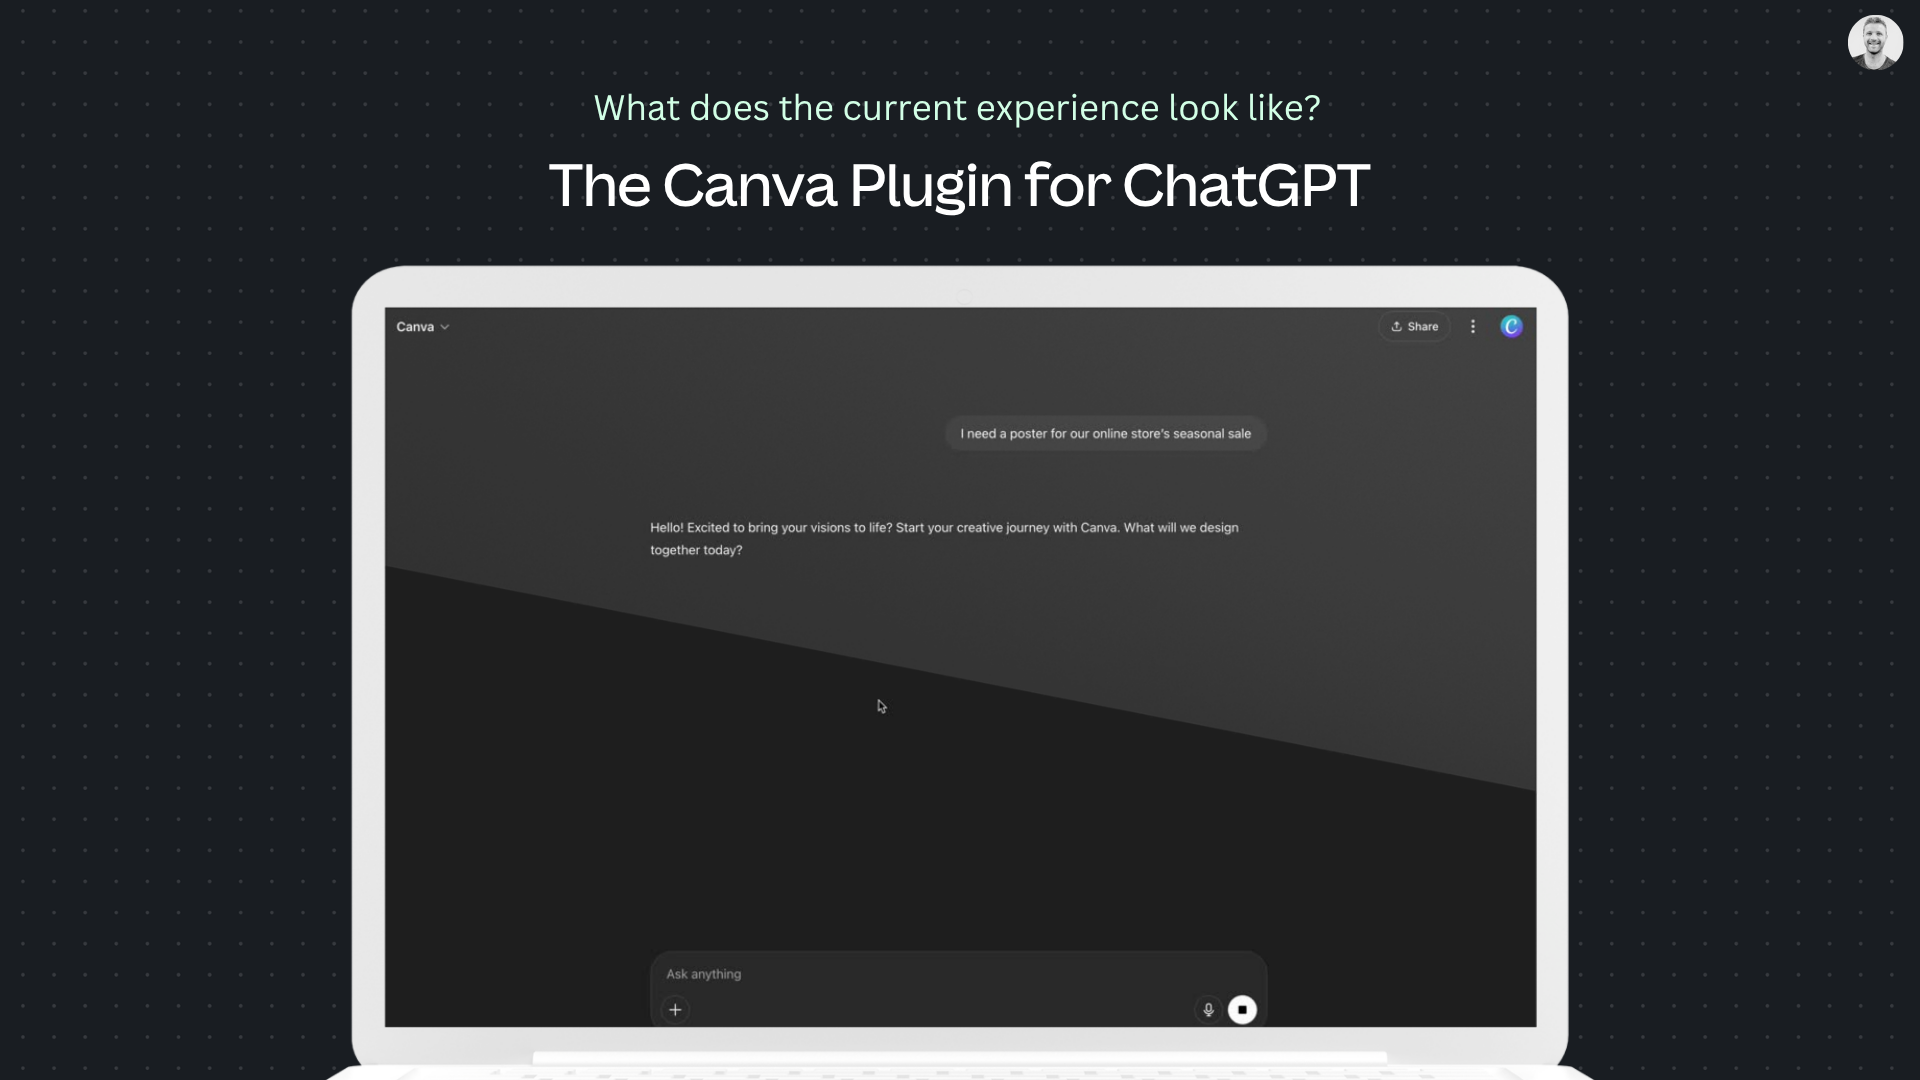 What does the current experience look like?
The Canva Plugin for ChatGPT
Canva
Share
C
I need a poster for our online store's seasonal sale
Hello! Excited to bring your visions to life? Start your creative journey with Canva. What will we design
together today?
Ask anything